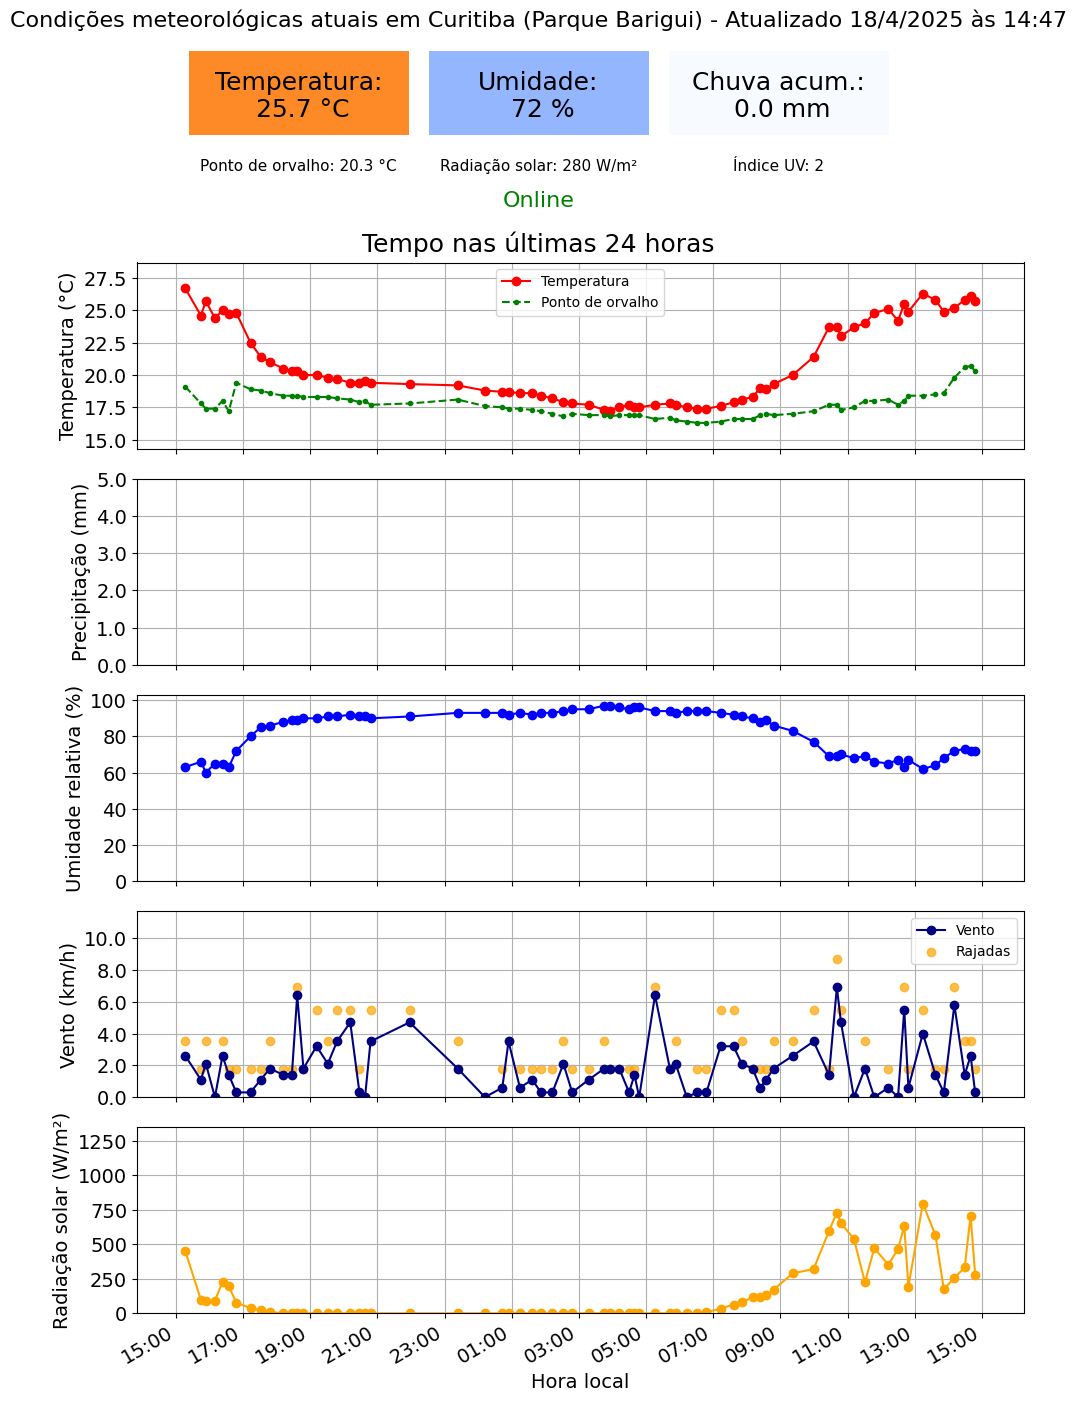 Condições meteorológicas atuais em Curitiba (Parque Barigui) - Atualizado 18/4/2025 às 14:47
Temperatura:
25.7 °C
Umidade:
72 %
Chuva acum.:
0.0 mm
Ponto de orvalho: 20.3 °C
Radiação solar: 280 W/m²
Índice UV: 2
Online
Tempo nas últimas 24 horas
Temperatura (°C)
27.5
25.0
22.5
20.0
17.5
15.0
Temperatura
Ponto de orvalho
Precipitação (mm)
5.0
4.0
3.0
2.0
1.0
0.0
Umidade relativa (%)
100
80
60
40
20
0
Vento (km/h)
10.0
8.0
6.0
4.0
2.0
0.0
Vento
Rajadas
Radiação solar (W/m²)
1250
1000
750
500
250
0
15:00
17:00
19:00
21:00
23:00
01:00
03:00
05:00
07:00
09:00
11:00
13:00
15:00
Hora local